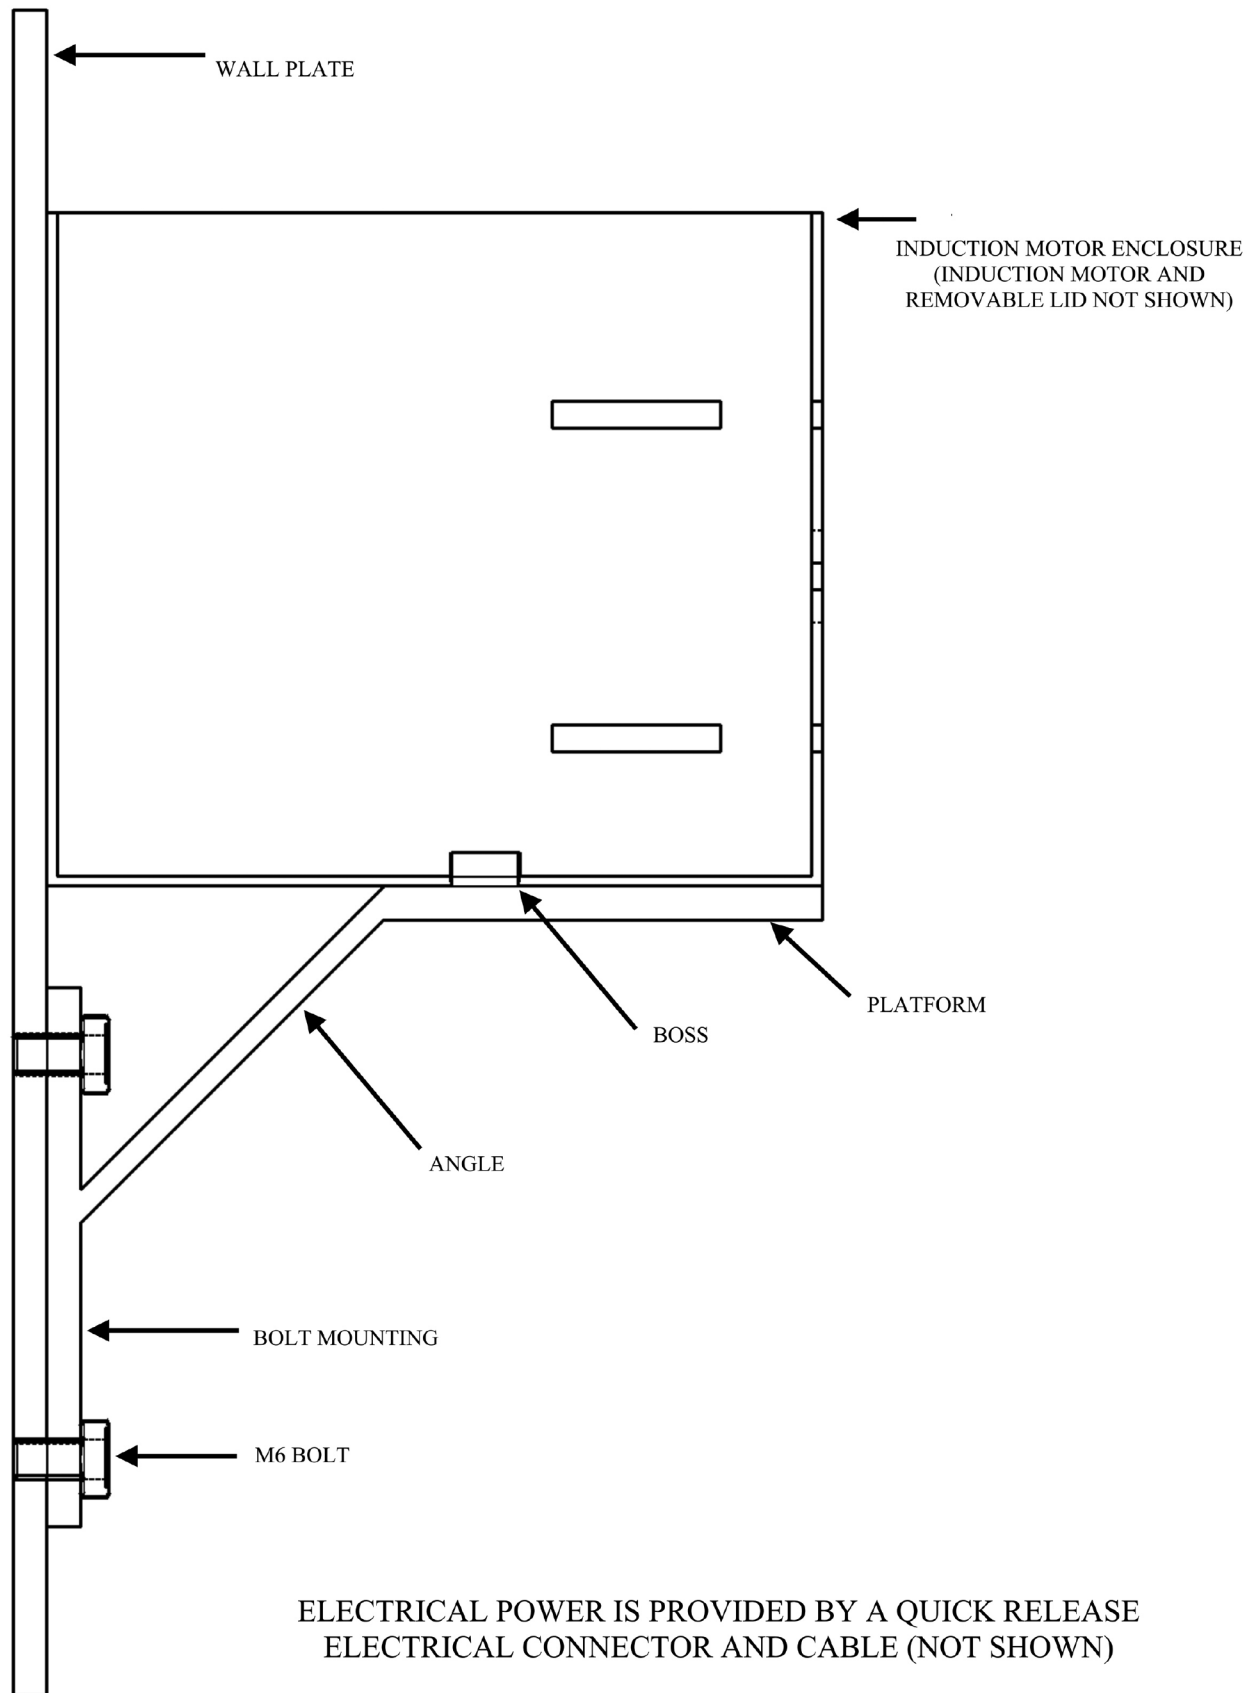 WALL PLATE
INDUCTION MOTOR ENCLOSURE
(INDUCTION MOTOR AND
REMOVABLE LID NOT SHOWN)
PLATFORM
BOSS
ANGLE
BOLT MOUNTING
M6 BOLT
ELECTRICAL POWER IS PROVIDED BY A QUICK RELEASE
ELECTRICAL CONNECTOR AND CABLE (NOT SHOWN)